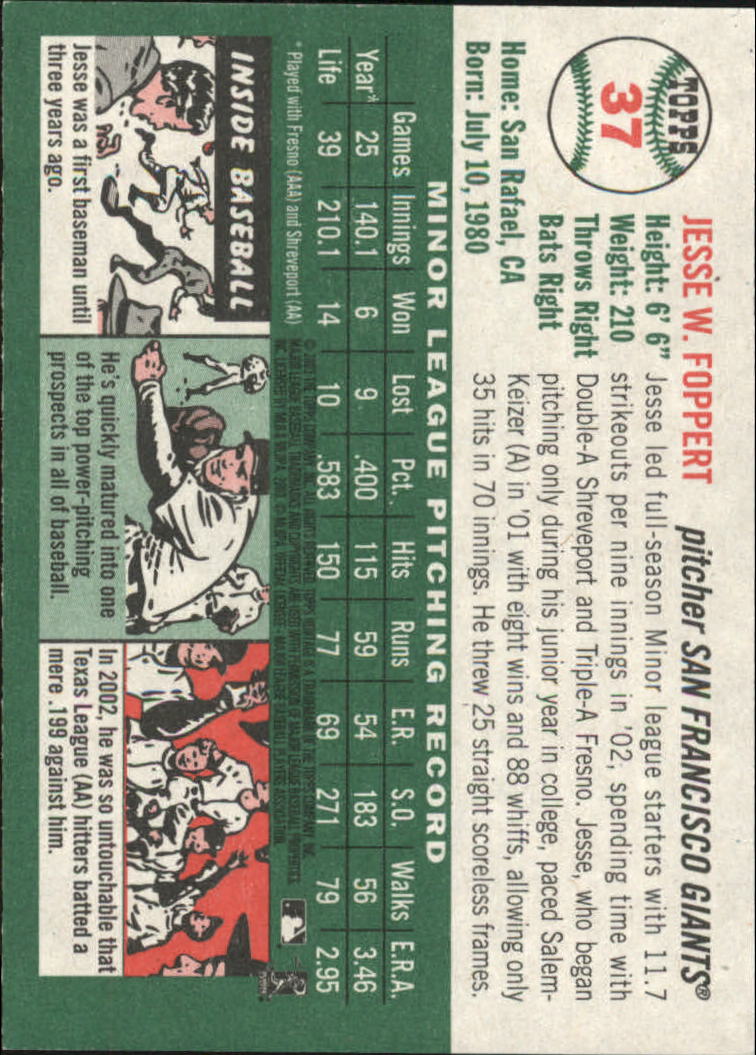 TOPPS
37
JESSE W. FOPPERT
pitcher SAN FRANCISCO GIANTS®
Height: 6' 6"
Weight: 210
Throws Right
Bats Right
Home: San Rafael, CA
Born: July 10, 1980
Jesse led full-season Minor league starters with 11.7
strikeouts per nine innings in '02, spending time with
Double-A Shreveport and Triple-A Fresno. Jesse, who began
pitching only during his junior year in college, paced Salem-
Keizer (A) in '01 with eight wins and 88 whiffs, allowing only
35 hits in 70 innings. He threw 25 straight scoreless frames.
MINOR LEAGUE PITCHING RECORD
Games Innings Won Lost Pct. Hits Runs E.R. S.O. Walks E.R.A.
Year* 25 140.1 6 9 .400 115 59 54 183 56 3.46
Life 39 210.1 14 10 .583 150 77 69 271 79 2.95
* Played with Fresno (AAA) and Shreveport (AA)
INSIDE BASEBALL
Jesse was a first baseman until
three years ago.
He's quickly matured into one
of the top power-pitching
prospects in all of baseball.
In 2002, he was so untouchable that
Texas League (AA) hitters batted a
mere .199 against him.